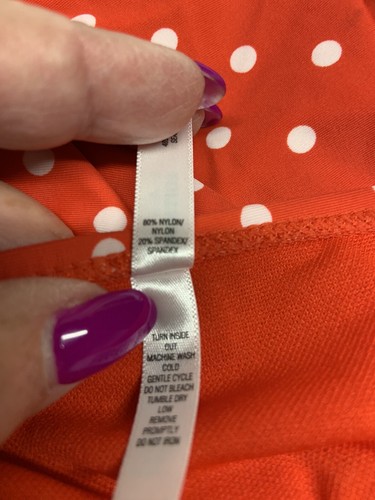 80% NYLON/
NYLON
20% SPANDEX/
SPANDEX
TURN INSIDE
OUT
MACHINE WASH
COLD
GENTLE CYCLE
DO NOT BLEACH
TUMBLE DRY
LOW
REMOVE
PROMPTLY
DO NOT IRON